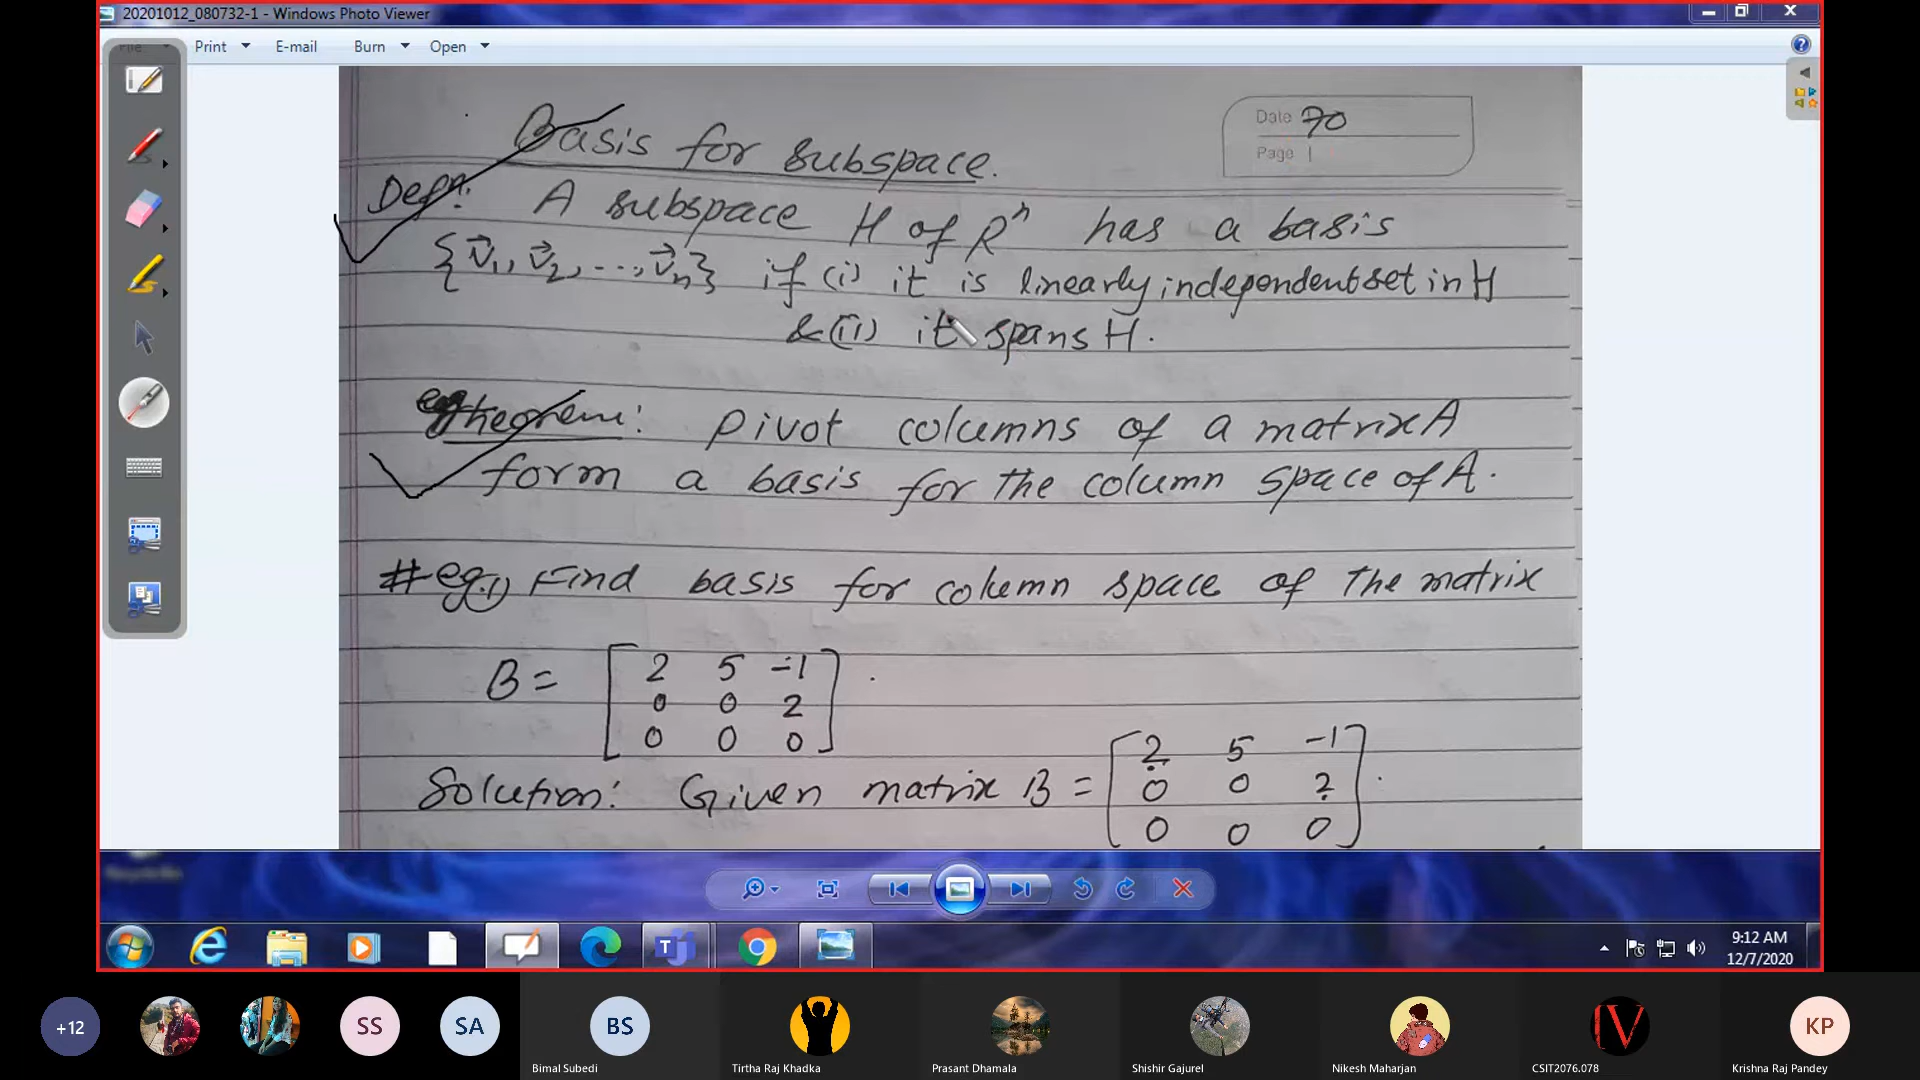 20201012_080732-1 - Windows Photo Viewer
File Print E-mail Burn Open
Basis for subspace.
Date 70
Page 1
Defn: A subspace H of Rⁿ has a basis
{v⃗₁, v⃗₂, ..., v⃗ₙ} if (i) it is linearly independent set in H
& (ii) it spans H.
Theorem: pivot columns of a matrix A
form a basis for the column space of A.
# eg.1) Find basis for column space of the matrix
B = [2 5 -1
0 0 2
0 0 0].
Solution: Given matrix B = [2 5 -1
0 0 2
0 0 0].
9:12 AM
12/7/2020
+12
SS
SA
BS
KP
Bimal Subedi
Tirtha Raj Khadka
Prasant Dhamala
Shishir Gajurel
Nikesh Maharjan
CSIT2076.078
Krishna Raj Pandey